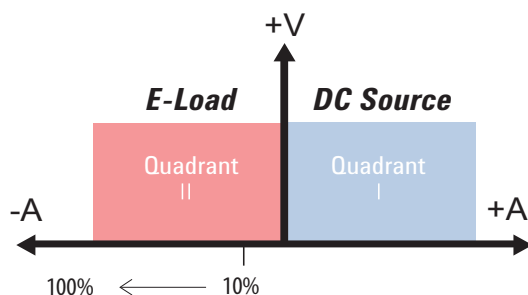 +V
E-Load
DC Source
Quadrant
II
Quadrant
I
-A
+A
100%
10%